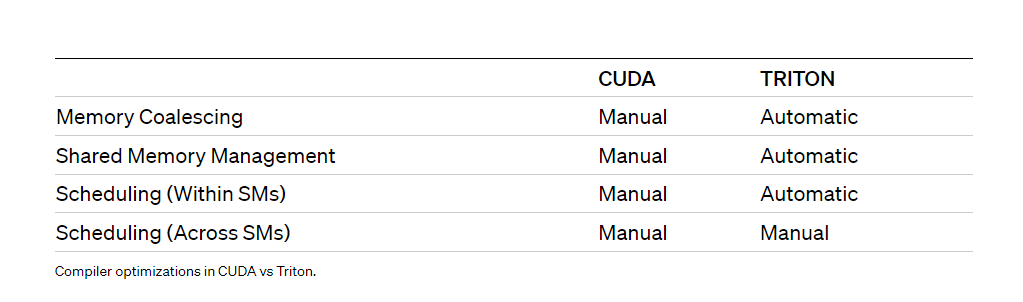 CUDA TRITON
Memory Coalescing Manual Automatic
Shared Memory Management Manual Automatic
Scheduling (Within SMs) Manual Automatic
Scheduling (Across SMs) Manual Manual
Compiler optimizations in CUDA vs Triton.